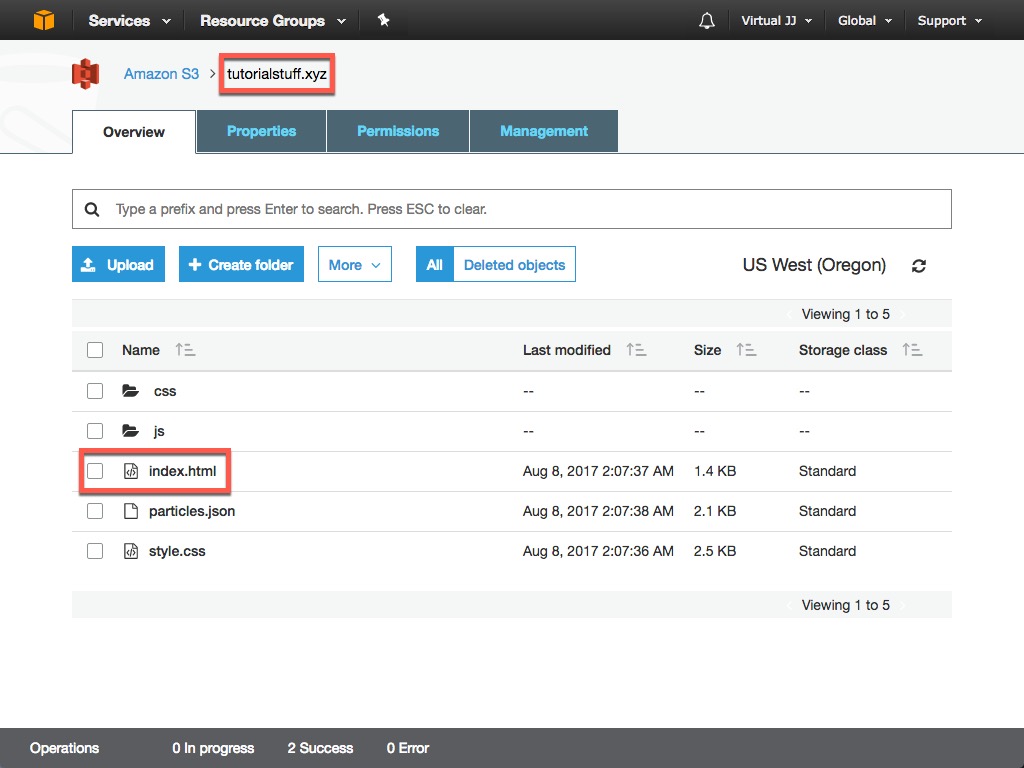 Services Resource Groups Virtual JJ Global Support
Amazon S3 > tutorialstuff.xyz
Overview Properties Permissions Management
Type a prefix and press Enter to search. Press ESC to clear.
Upload + Create folder More All Deleted objects US West (Oregon)
Viewing 1 to 5
Name Last modified Size Storage class
css -- -- --
js -- -- --
index.html Aug 8, 2017 2:07:37 AM 1.4 KB Standard
particles.json Aug 8, 2017 2:07:38 AM 2.1 KB Standard
style.css Aug 8, 2017 2:07:36 AM 2.5 KB Standard
Viewing 1 to 5
Operations 0 In progress 2 Success 0 Error